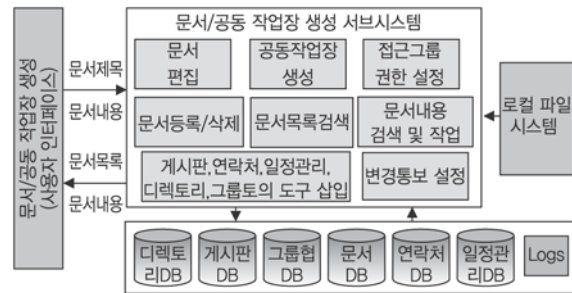 문서/공동 작업장 생성
(사용자 인터페이스)
문서제목
문서내용
문서목록
문서내용
문서/공동 작업장 생성 서브시스템
문서
편집
공동작업장
생성
접근그룹
권한 설정
문서등록/삭제
문서목록검색
문서내용
검색 및 작업
게시판,연락처,일정관리,
디렉토리,그룹토의 도구 삽입
변경통보 설정
로컬 파일
시스템
디렉토
리DB
게시판
DB
그룹협
DB
문서
DB
연락처
DB
일정관
리DB
Logs